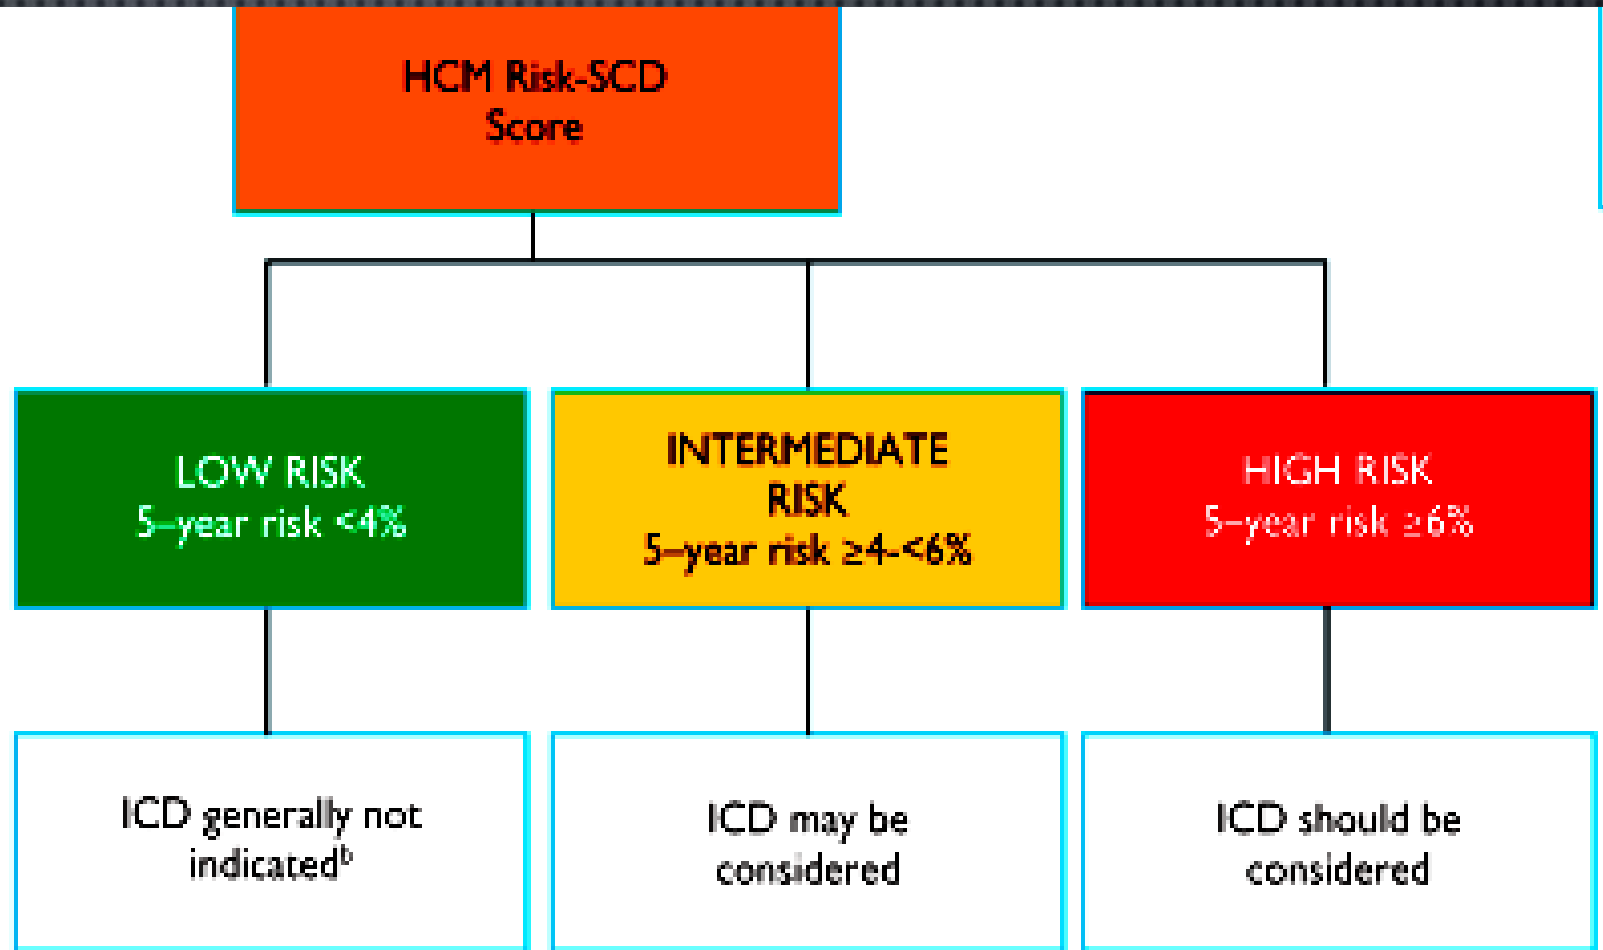 HCM Risk-SCD
Score
LOW RISK
5–year risk <4%
INTERMEDIATE
RISK
5–year risk ≥4-<6%
HIGH RISK
5–year risk ≥6%
ICD generally not
indicatedᵇ
ICD may be
considered
ICD should be
considered